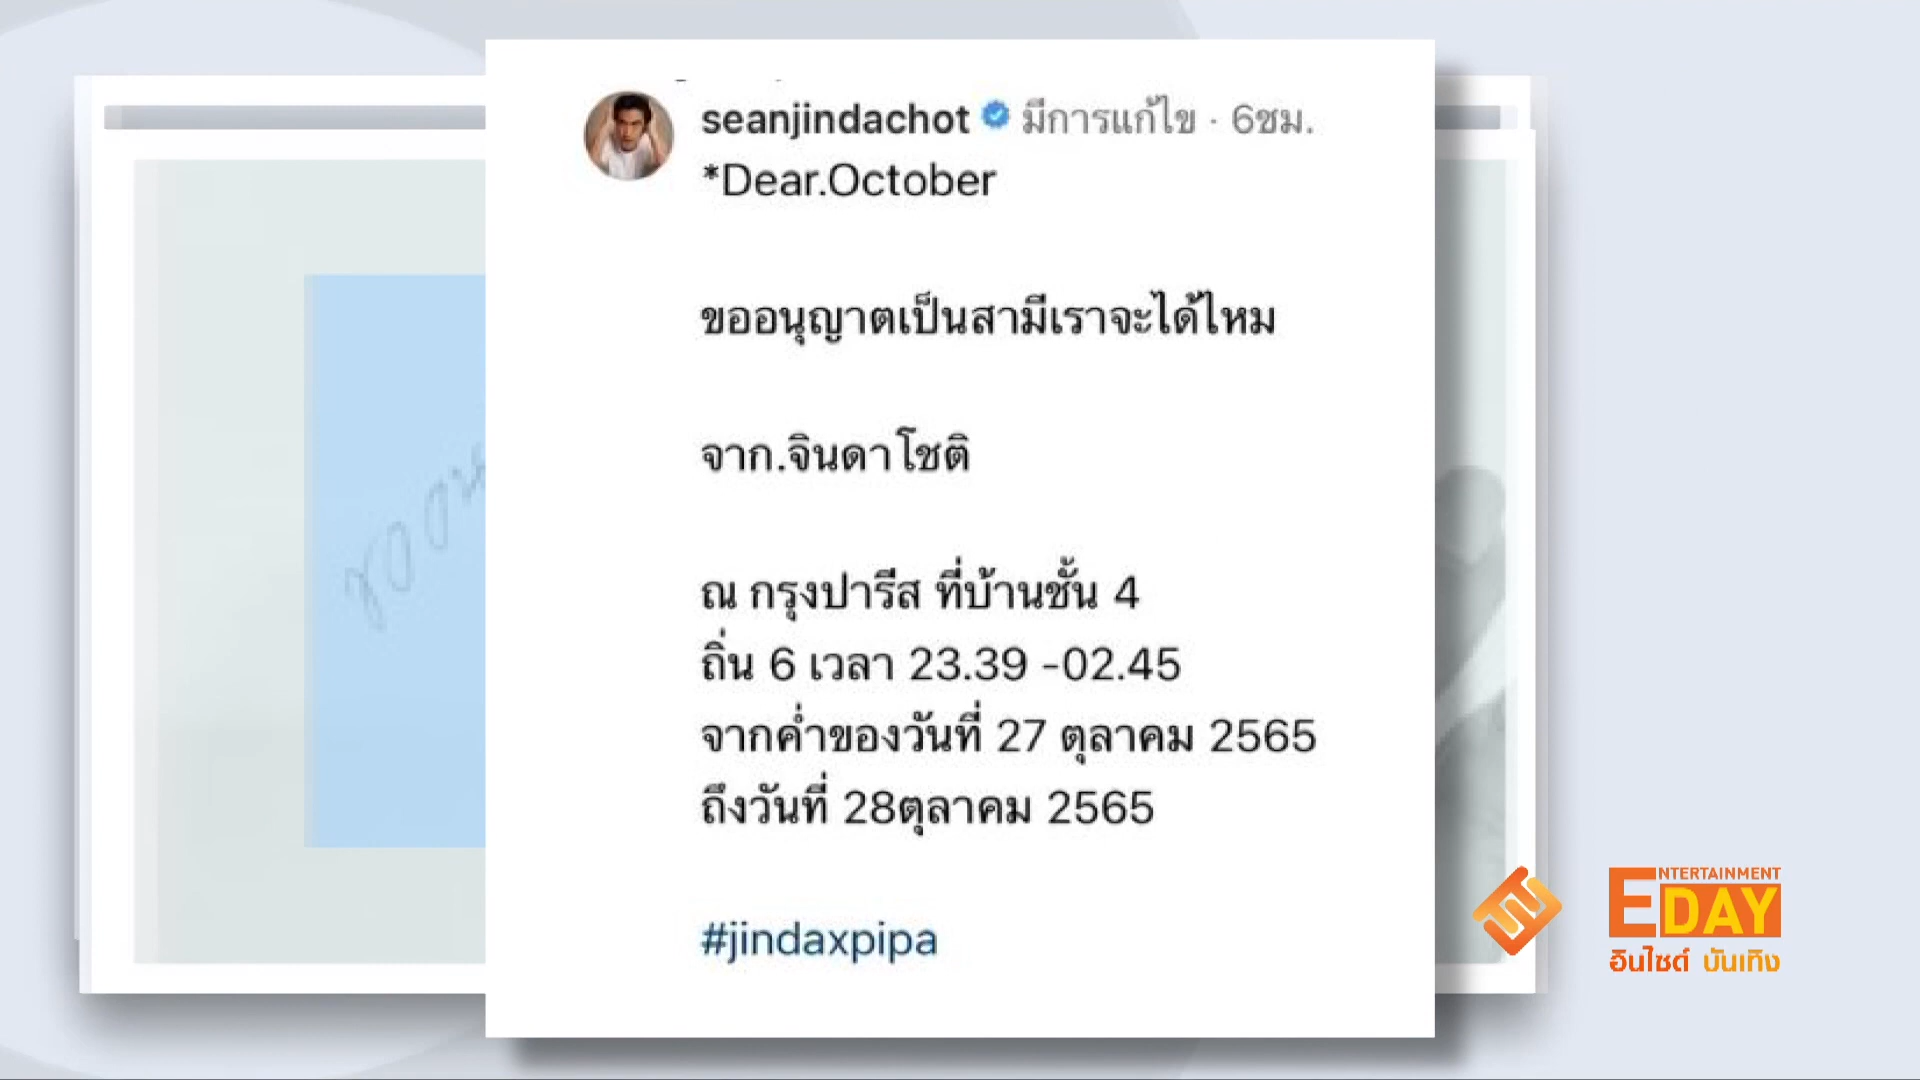 seanjindachot มีการแก้ไข · 6ชม.
*Dear.October
ขออนุญาตเป็นสามีเราจะได้ไหม
จาก.จินดาโชติ
ณ กรุงปารีส ที่บ้านชั้น 4
ถิ่น 6 เวลา 23.39 -02.45
จากค่ำของวันที่ 27 ตุลาคม 2565
ถึงวันที่ 28ตุลาคม 2565
#jindaxpipa
ENTERTAINMENT
DAY
อินไซด์ บันเทิง